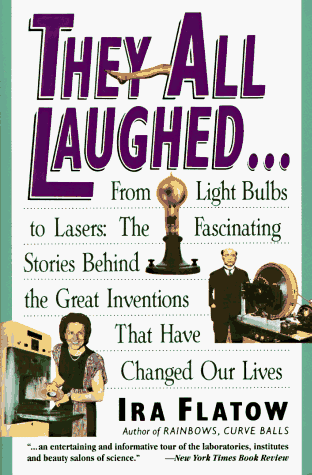 THEY ALL
LAUGHED...
From Light Bulbs
to Lasers: The Fascinating
Stories Behind
the Great Inventions
That Have
Changed Our Lives
IRA FLATOW
Author of RAINBOWS, CURVE BALLS
"...an entertaining and informative tour of the laboratories, institutes
and beauty salons of science." —New York Times Book Review